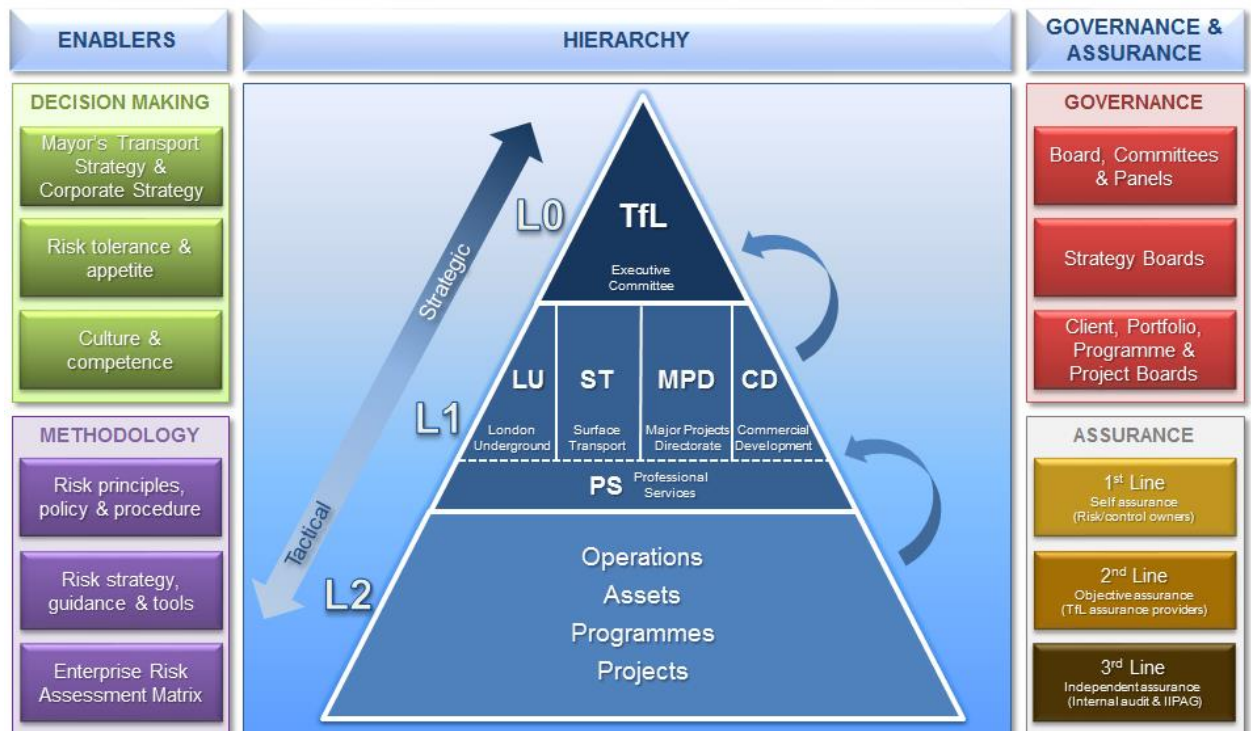 ENABLERS
HIERARCHY
GOVERNANCE &
ASSURANCE
DECISION MAKING
Mayor's Transport
Strategy &
Corporate Strategy
Risk tolerance &
appetite
Culture &
competence
METHODOLOGY
Risk principles,
policy & procedure
Risk strategy,
guidance & tools
Enterprise Risk
Assessment Matrix
Strategic
Tactical
L0
TfL
Executive
Committee
L1
LU
London
Underground
ST
Surface
Transport
MPD
Major Projects
Directorate
CD
Commercial
Development
PS
Professional
Services
L2
Operations
Assets
Programmes
Projects
GOVERNANCE
Board, Committees
& Panels
Strategy Boards
Client, Portfolio,
Programme &
Project Boards
ASSURANCE
1st Line
Self assurance
(Risk/control owners)
2nd Line
Objective assurance
(TfL assurance providers)
3rd Line
Independent assurance
(Internal audit & IIPAG)